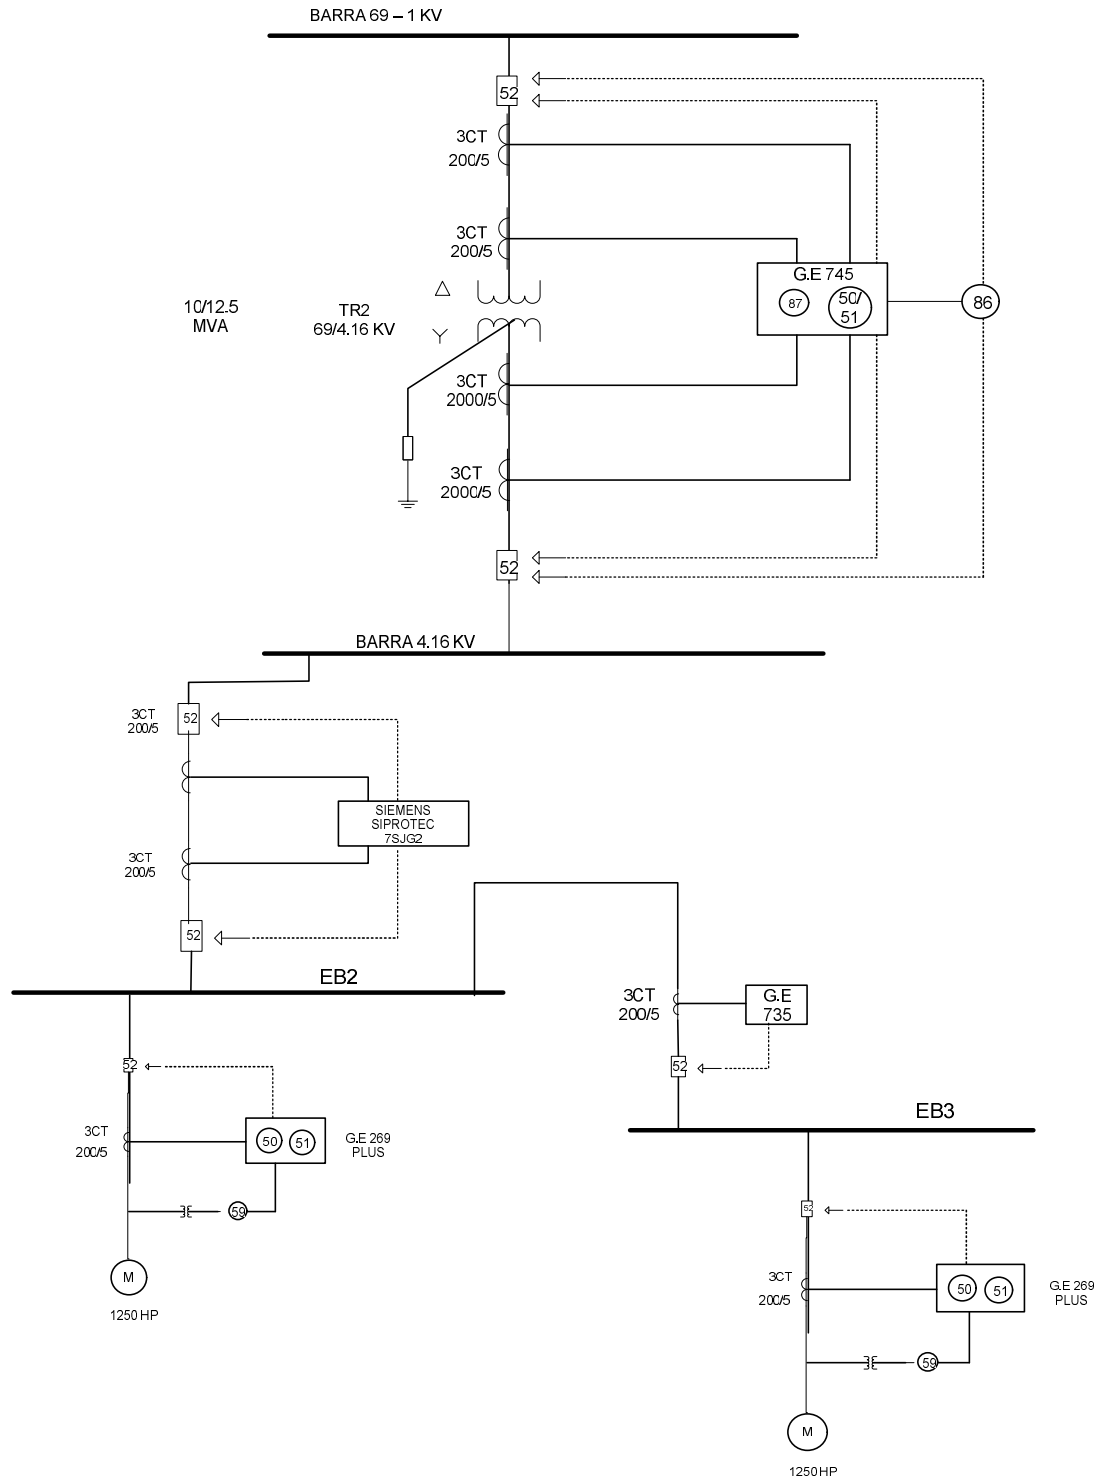 BARRA 69 – 1 KV
52
3CT
200/5
3CT
200/5
G.E 745
87
50/
51
86
10/12.5
MVA
TR2
69/4.16 KV
3CT
2000/5
3CT
2000/5
52
BARRA 4.16 KV
3CT
200/5
52
SIEMENS
SIPROTEC
7SJG2
3CT
200/5
52
EB2
3CT
200/5
G.E
735
52
EB3
52
3CT
200/5
50
51
G.E 269
PLUS
59
M
1250 HP
52
3CT
200/5
50
51
G.E 269
PLUS
59
M
1250 HP